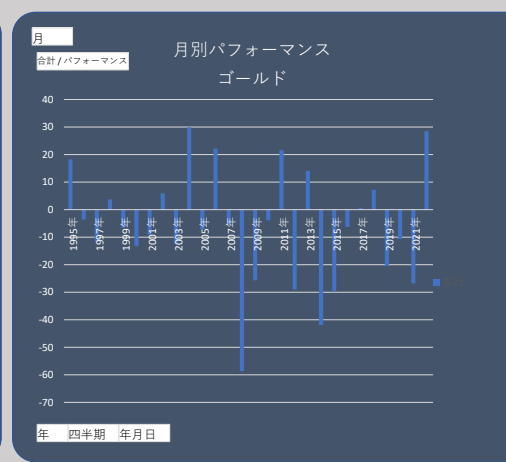 月
合計 / パフォーマンス
月別パフォーマンス
ゴールド
40
30
20
10
0
-10
-20
-30
-40
-50
-60
-70
1995年
1997年
1999年
2001年
2003年
2005年
2007年
2009年
2011年
2013年
2015年
2017年
2019年
2021年
年 四半期 年月日